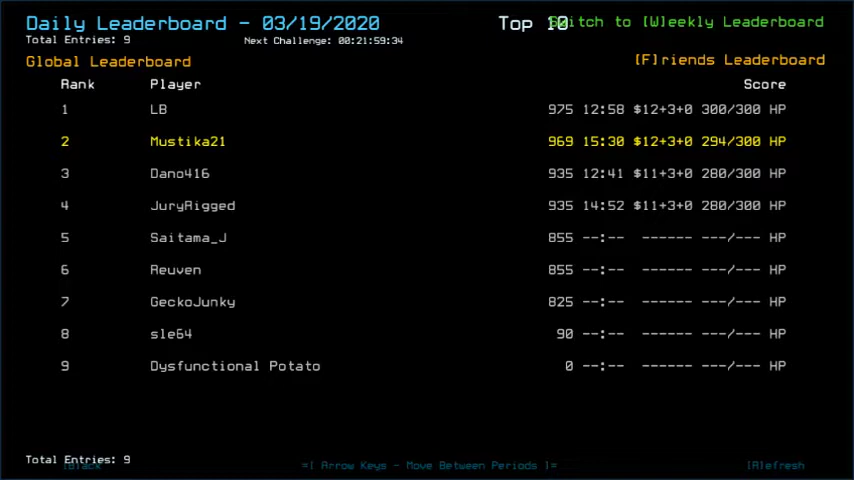 Daily Leaderboard - 03/19/2020
Top 10
Switch to [W]eekly Leaderboard
Total Entries: 9
Next Challenge: 00:21:59:34
Global Leaderboard
[F]riends Leaderboard
Rank Player Score
1 LB 975 12:58 $12+3+0 300/300 HP
2 Mustika21 969 15:30 $12+3+0 294/300 HP
3 Dano416 935 12:41 $11+3+0 280/300 HP
4 JuryRigged 935 14:52 $11+3+0 280/300 HP
5 Saitama_J 855 --:-- ------ ---/--- HP
6 Reuven 855 --:-- ------ ---/--- HP
7 GeckoJunky 825 --:-- ------ ---/--- HP
8 sle64 90 --:-- ------ ---/--- HP
9 Dysfunctional Potato 0 --:-- ------ ---/--- HP
Total Entries: 9
[B]ack
=[ Arrow Keys - Move Between Periods ]=
[R]efresh